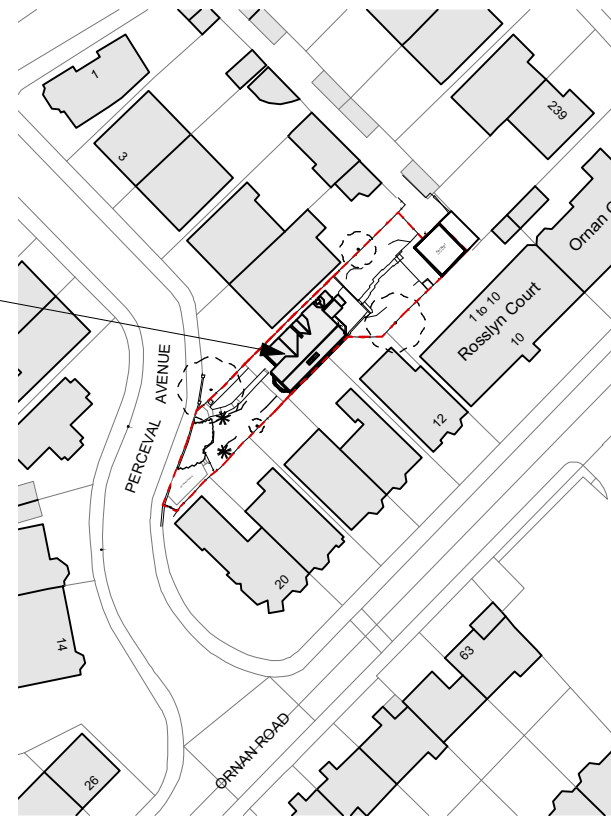 1
3
239
Ornan
1 to 10
Rosslyn Court
10
PERCEVAL AVENUE
12
20
14
63
ORNAN ROAD
26